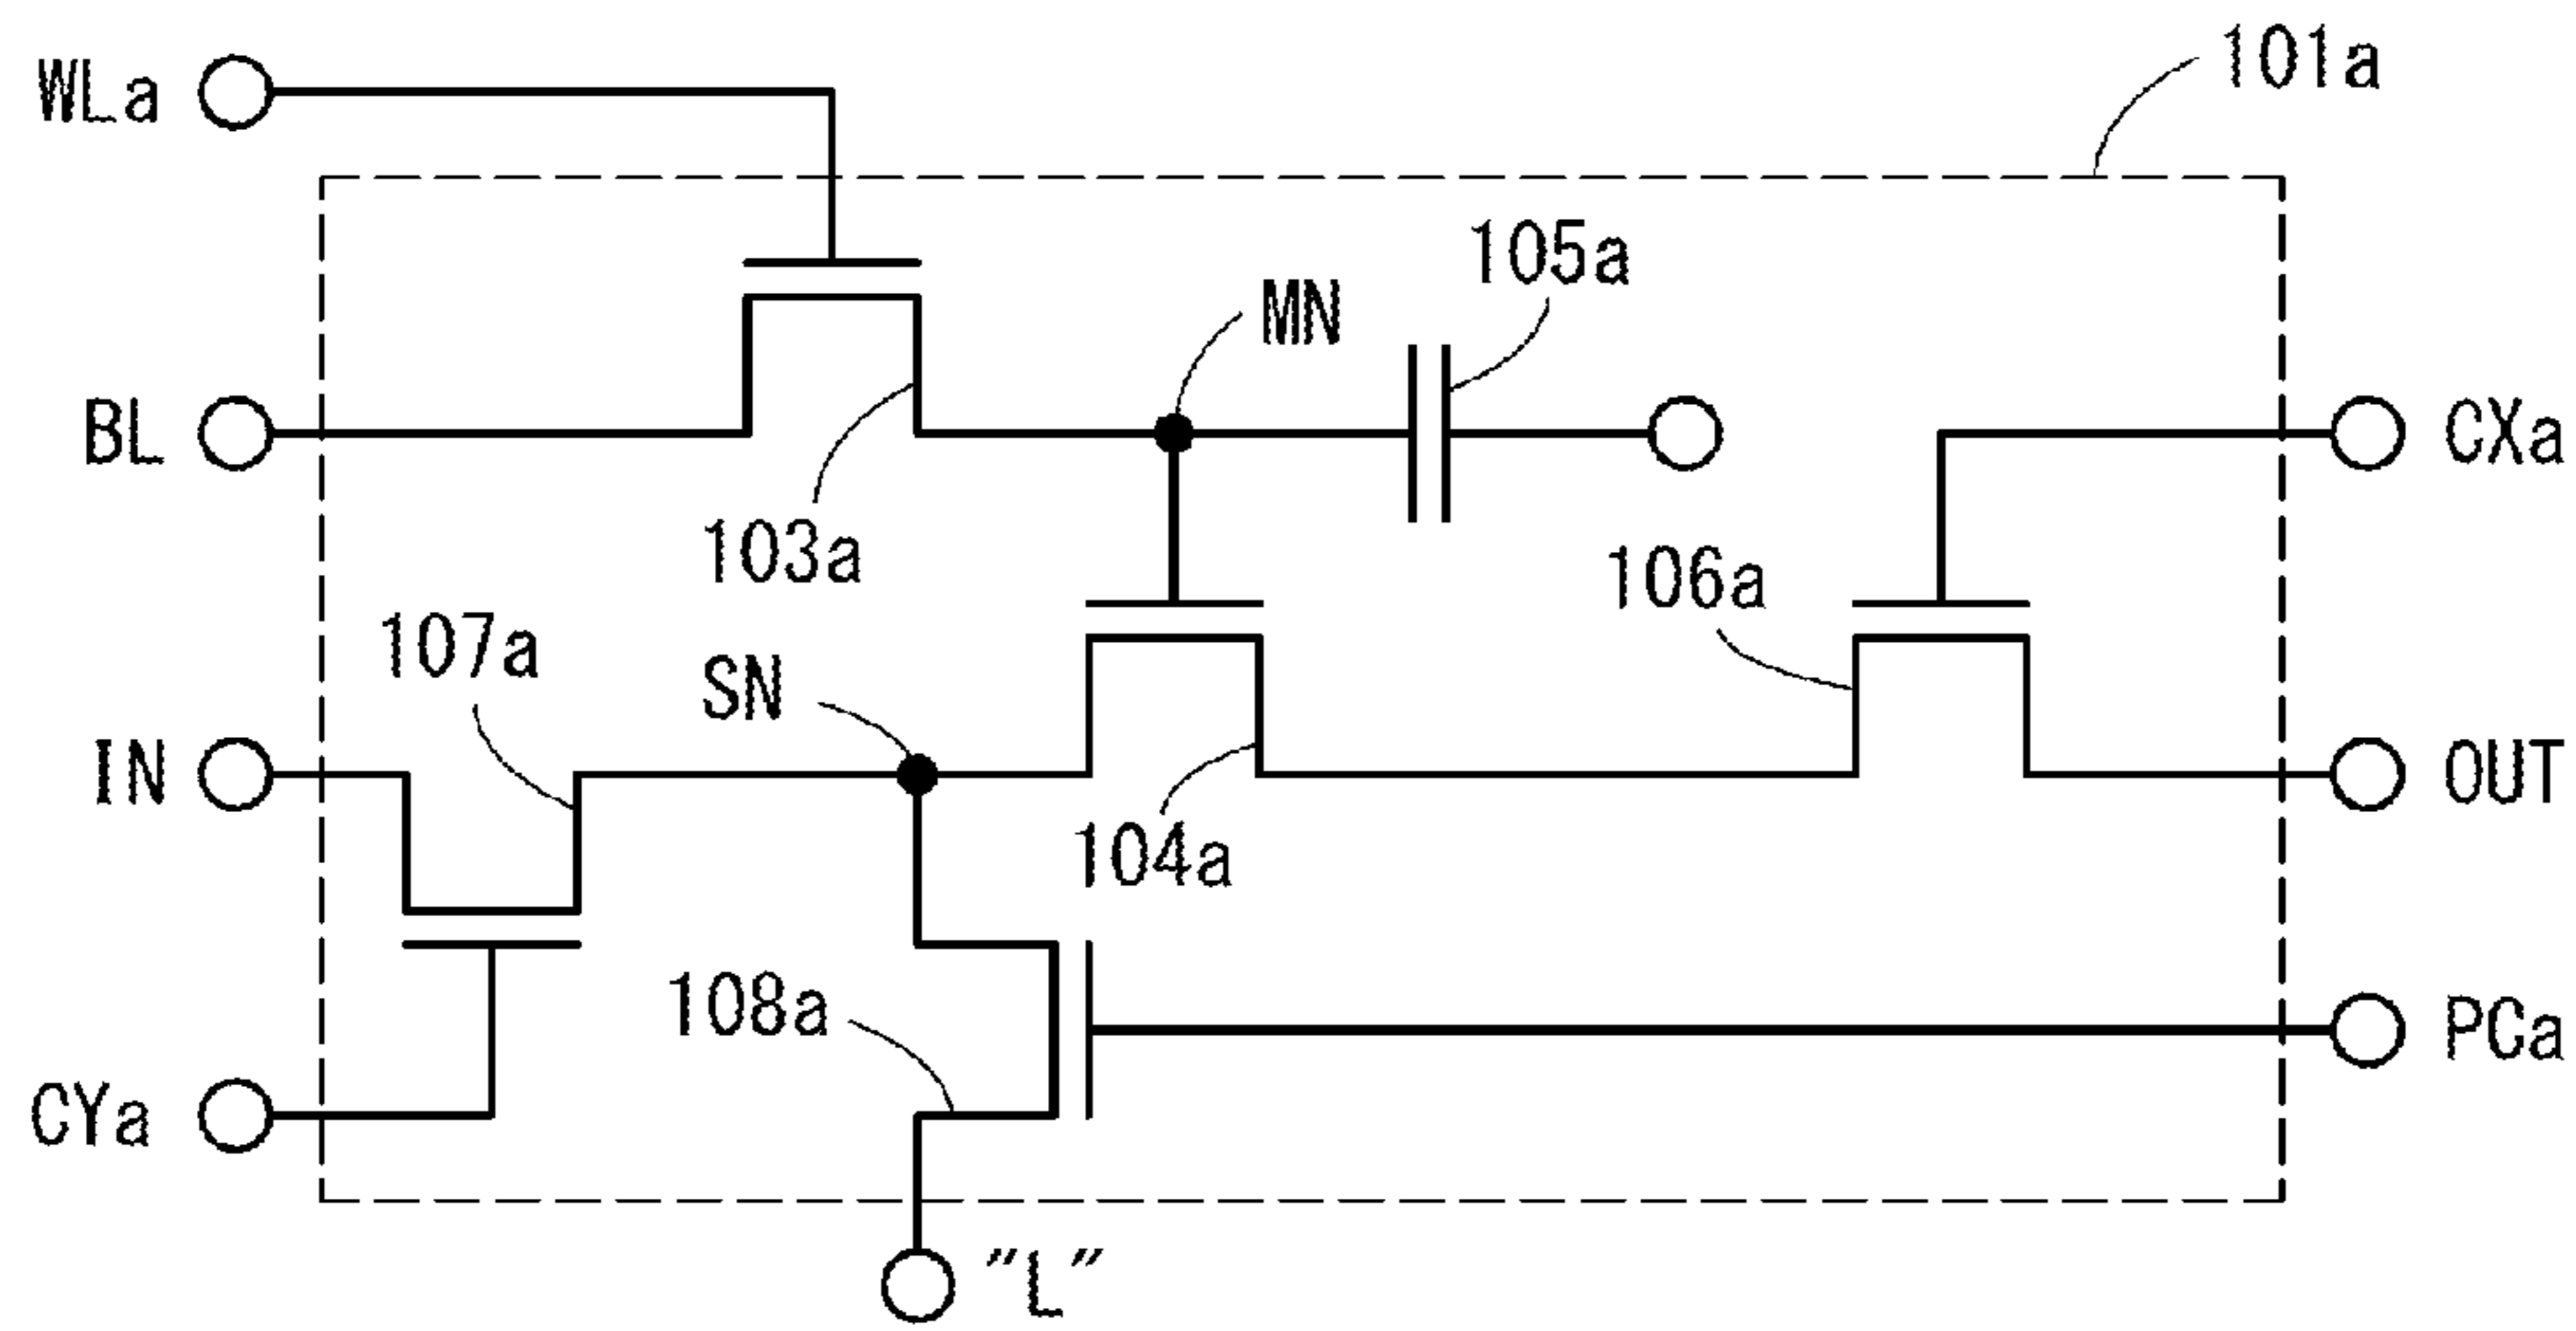 101a
WLa
105a
MN
BL
CXa
103a
106a
107a
SN
IN
OUT
104a
108a
PCa
CYa
"L"